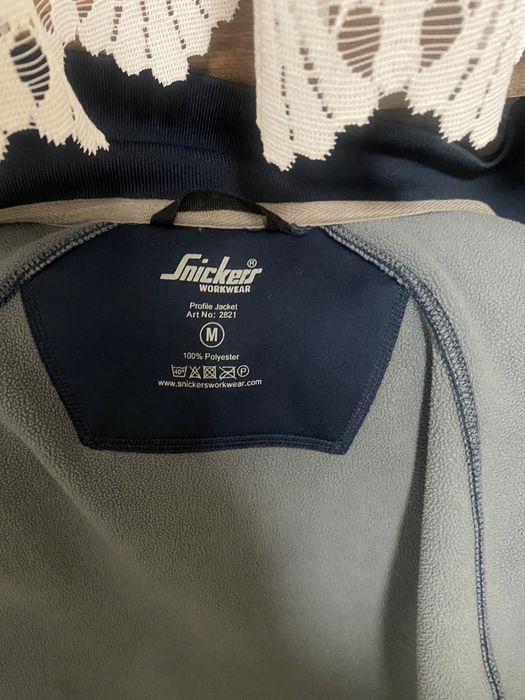 Snickers®
WORKWEAR
Profile Jacket
Art No: 2821
M
100% Polyester
40° P
www.snickersworkwear.com